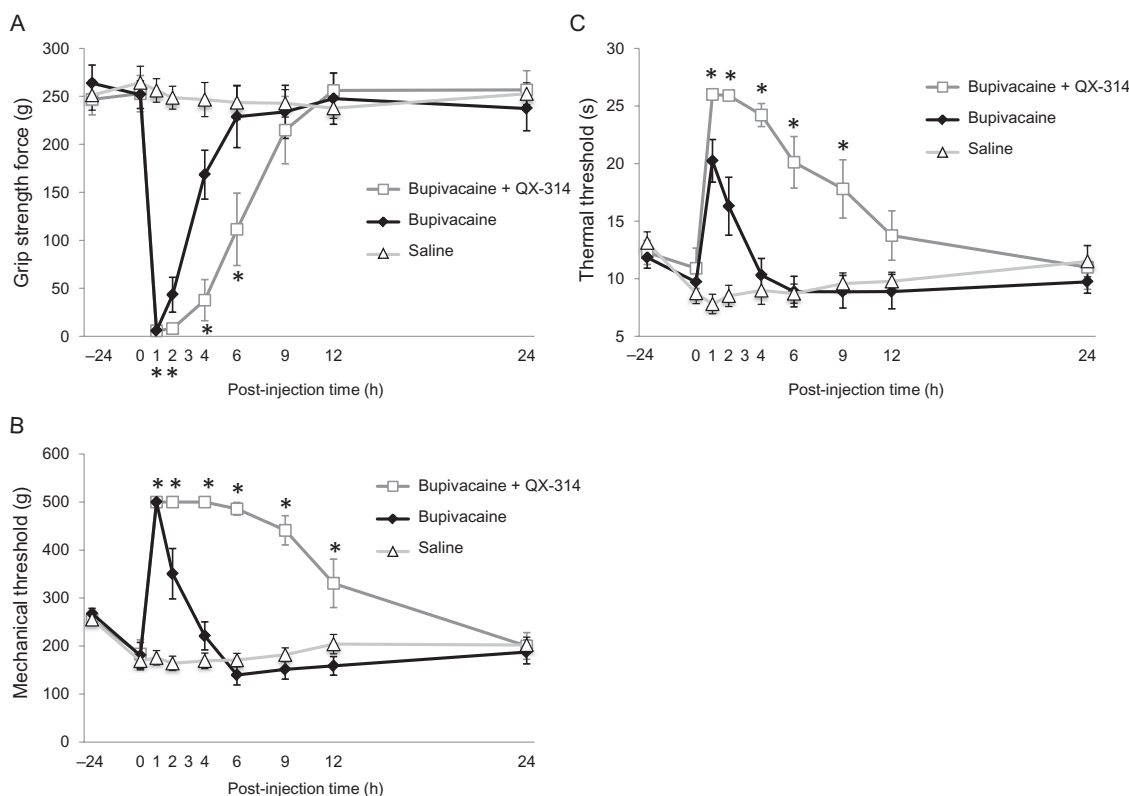 A
300
250
200
150
100
50
0
Grip strength force (g)
Bupivacaine + QX-314
Bupivacaine
Saline
* *
*
*
–24 0 1 2 3 4 6 9 12 24
* *
Post-injection time (h)
B
600
500
400
300
200
100
0
Mechanical threshold (g)
* * * * * *
Bupivacaine + QX-314
Bupivacaine
Saline
–24 0 1 2 3 4 6 9 12 24
Post-injection time (h)
C
30
25
20
15
10
5
Thermal threshold (s)
* * * * *
Bupivacaine + QX-314
Bupivacaine
Saline
–24 0 1 2 3 4 6 9 12 24
Post-injection time (h)